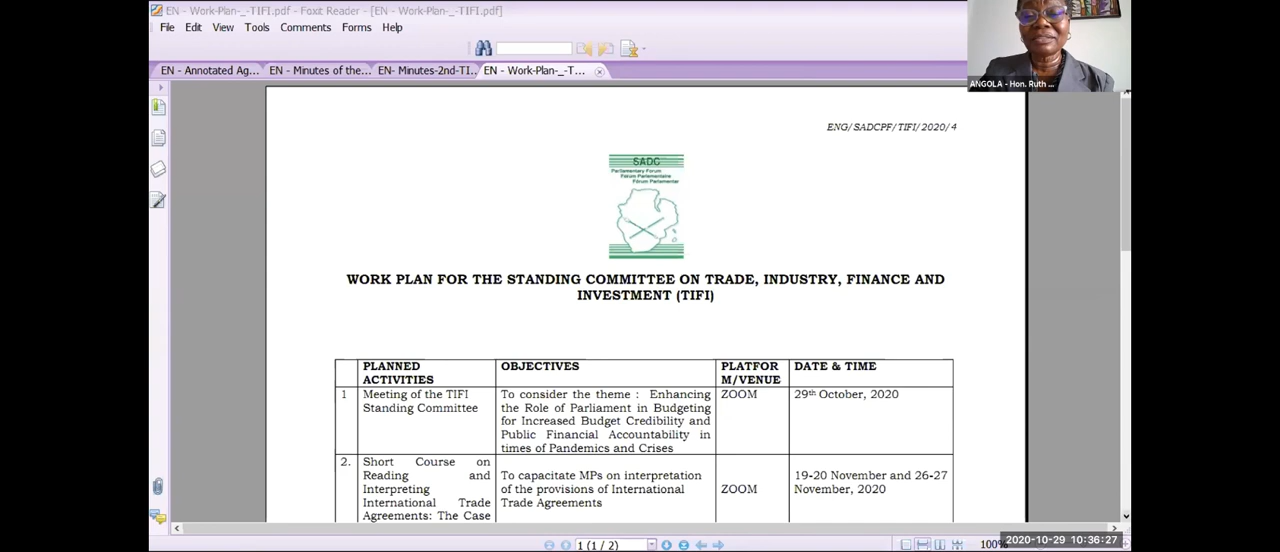 EN - Work-Plan-_-TIFI.pdf - Foxit Reader - [EN - Work-Plan-_-TIFI.pdf]
File Edit View Tools Comments Forms Help
EN - Annotated Ag... EN - Minutes of the... EN- Minutes-2nd-TI... EN - Work-Plan-_-T...
ANGOLA - Hon. Ruth ...
ENG/SADCPF/TIFI/2020/4
SADC
Parliamentary Forum
Forum Parlementaire
Fórum Parlamentar
WORK PLAN FOR THE STANDING COMMITTEE ON TRADE, INDUSTRY, FINANCE AND
INVESTMENT (TIFI)
PLANNED
ACTIVITIES
OBJECTIVES
PLATFOR
M/VENUE
DATE & TIME
1
Meeting of the TIFI
Standing Committee
To consider the theme : Enhancing
the Role of Parliament in Budgeting
for Increased Budget Credibility and
Public Financial Accountability in
times of Pandemics and Crises
ZOOM
29th October, 2020
2.
Short Course on
Reading and
Interpreting
International Trade
Agreements: The Case
To capacitate MPs on interpretation
of the provisions of International
Trade Agreements
ZOOM
19-20 November and 26-27
November, 2020
1 (1 / 2)
100%
2020-10-29 10:36:27